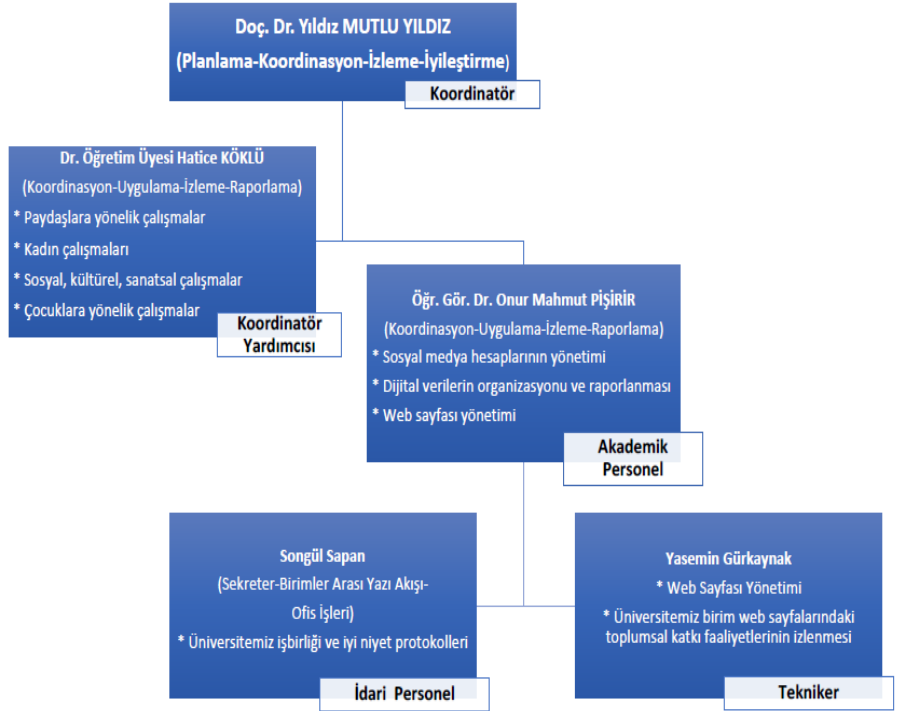 Doç. Dr. Yıldız MUTLU YILDIZ
(Planlama-Koordinasyon-İzleme-İyileştirme)
Koordinatör
Dr. Öğretim Üyesi Hatice KÖKLÜ
(Koordinasyon-Uygulama-İzleme-Raporlama)
* Paydaşlara yönelik çalışmalar
* Kadın çalışmaları
* Sosyal, kültürel, sanatsal çalışmalar
* Çocuklara yönelik çalışmalar
Koordinatör
Yardımcısı
Öğr. Gör. Dr. Onur Mahmut PİŞİRİR
(Koordinasyon-Uygulama-İzleme-Raporlama)
* Sosyal medya hesaplarının yönetimi
* Dijital verilerin organizasyonu ve raporlanması
* Web sayfası yönetimi
Akademik
Personel
Songül Sapan
(Sekreter-Birimler Arası Yazı Akışı-
Ofis İşleri)
* Üniversitemiz işbirliği ve iyi niyet protokolleri
İdari Personel
Yasemin Gürkaynak
* Web Sayfası Yönetimi
* Üniversitemiz birim web sayfalarındaki
toplumsal katkı faaliyetlerinin izlenmesi
Tekniker